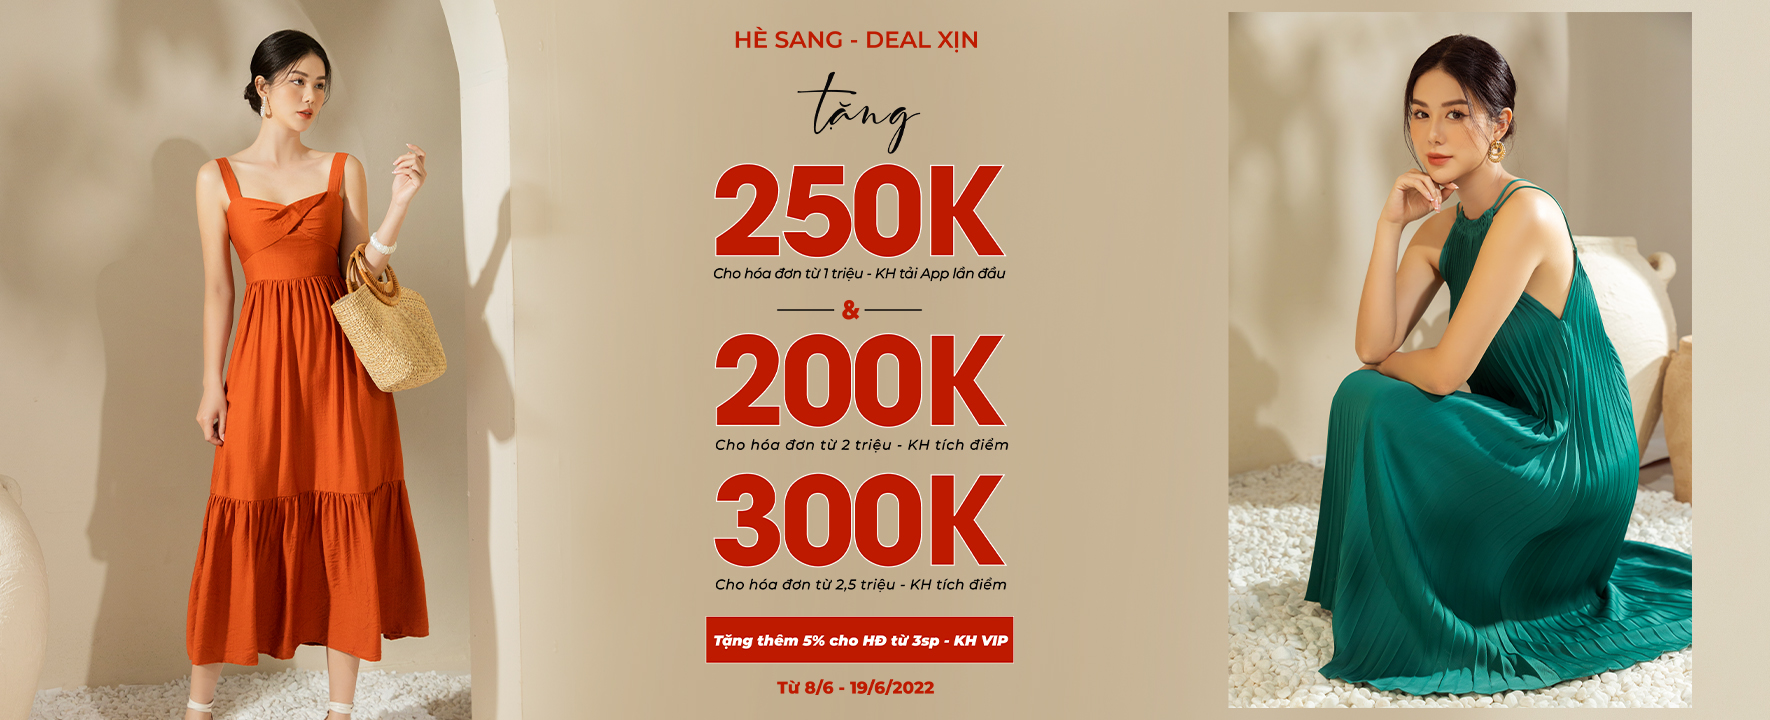 HÈ SANG - DEAL XỊN
tặng
250K
Cho hóa đơn từ 1 triệu - KH tải App lần đầu
&
200K
Cho hóa đơn từ 2 triệu - KH tích điểm
300K
Cho hóa đơn từ 2,5 triệu - KH tích điểm
Tặng thêm 5% cho HĐ từ 3sp - KH VIP
Từ 8/6 - 19/6/2022